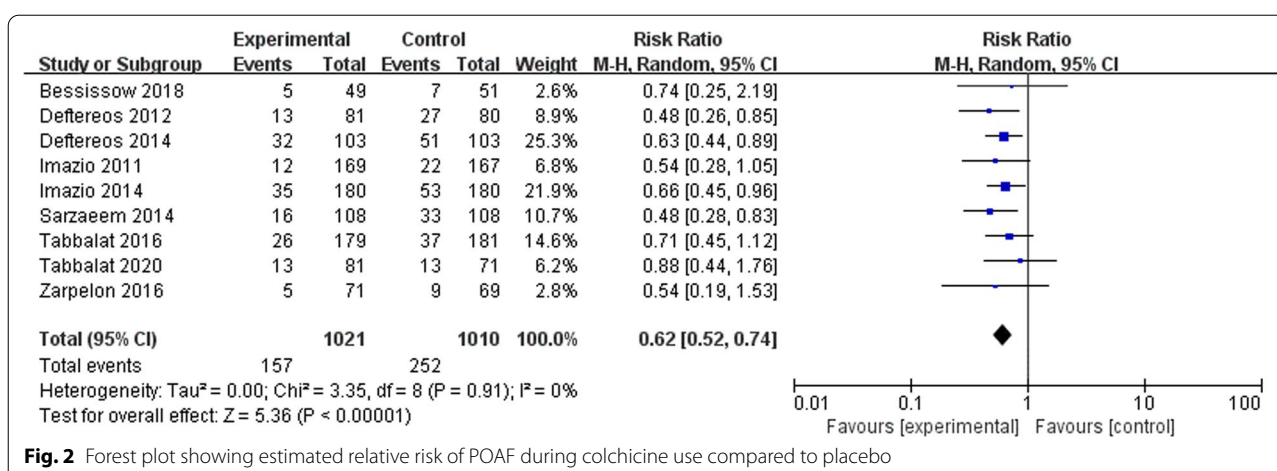 Experimental Control Risk Ratio Risk Ratio
Study or Subgroup Events Total Events Total Weight M-H, Random, 95% CI M-H, Random, 95% CI
Bessissow 2018 5 49 7 51 2.6% 0.74 [0.25, 2.19]
Deftereos 2012 13 81 27 80 8.9% 0.48 [0.26, 0.85]
Deftereos 2014 32 103 51 103 25.3% 0.63 [0.44, 0.89]
Imazio 2011 12 169 22 167 6.8% 0.54 [0.28, 1.05]
Imazio 2014 35 180 53 180 21.9% 0.66 [0.45, 0.96]
Sarzaeem 2014 16 108 33 108 10.7% 0.48 [0.28, 0.83]
Tabbalat 2016 26 179 37 181 14.6% 0.71 [0.45, 1.12]
Tabbalat 2020 13 81 13 71 6.2% 0.88 [0.44, 1.76]
Zarpelon 2016 5 71 9 69 2.8% 0.54 [0.19, 1.53]
Total (95% CI) 1021 1010 100.0% 0.62 [0.52, 0.74]
Total events 157 252
Heterogeneity: Tau² = 0.00; Chi² = 3.35, df = 8 (P = 0.91); I² = 0%
Test for overall effect: Z = 5.36 (P < 0.00001)
0.01 0.1 1 10 100
Favours [experimental] Favours [control]
Fig. 2 Forest plot showing estimated relative risk of POAF during colchicine use compared to placebo